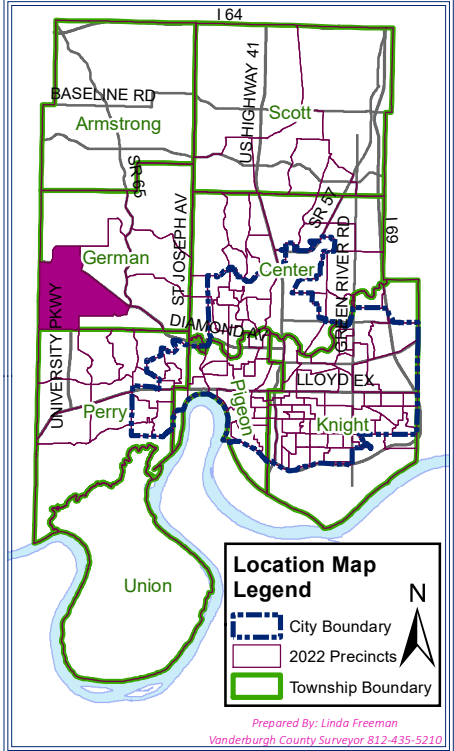 I 64
US HIGHWAY 41
BASELINE RD
Scott
Armstrong
SR 65
SR 57
ST. JOSEPH AV
GREEN RIVER RD
I 69
German
Center
UNIVERSITY PKWY
DIAMOND AV
LLOYD EX
Perry
Pigeon
Knight
Union
Location Map
Legend
N
City Boundary
2022 Precincts
Township Boundary
Prepared By: Linda Freeman
Vanderburgh County Surveyor 812-435-5210